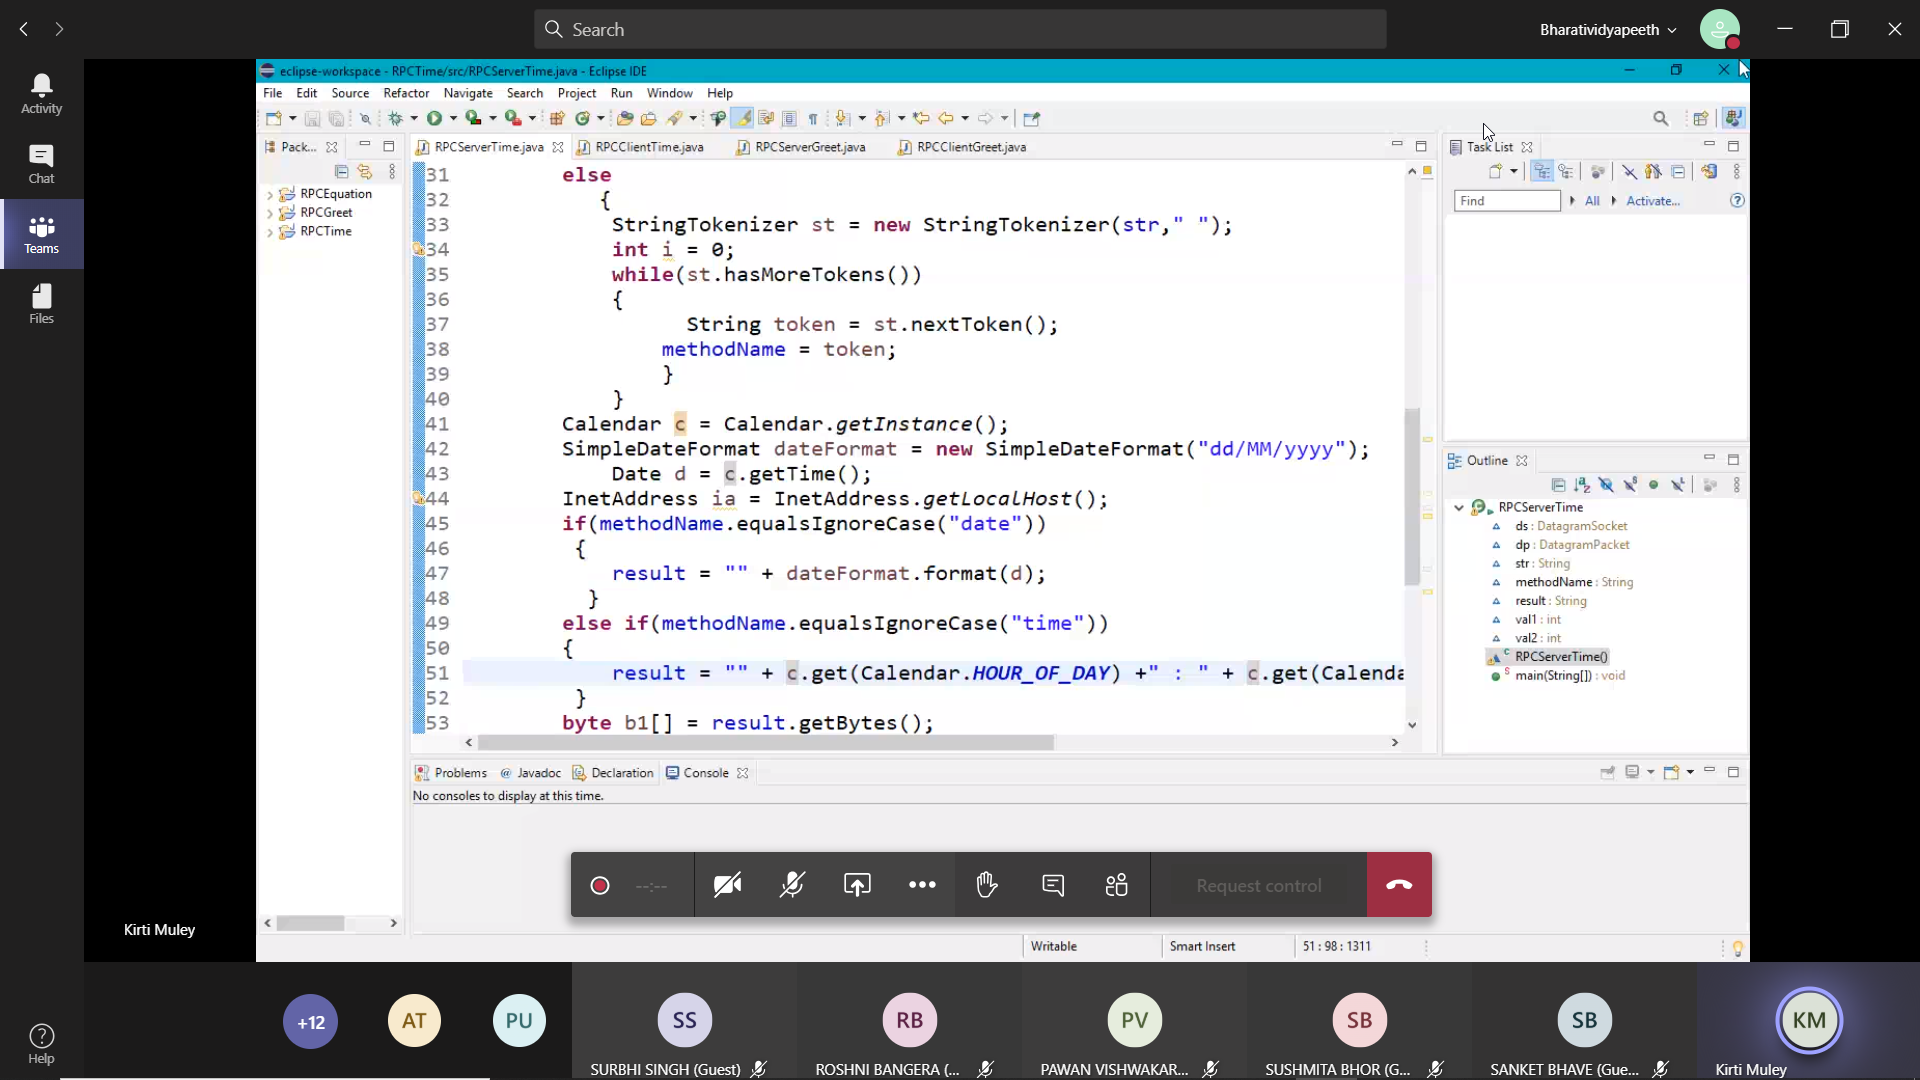 Search
Bharatividyapeeth
Activity
Chat
Teams
Files
Help
eclipse-workspace - RPCTime/src/RPCServerTime.java - Eclipse IDE
File Edit Source Refactor Navigate Search Project Run Window Help
Pack...
RPCEquation
RPCGreet
RPCTime
RPCServerTime.java RPCClientTime.java RPCServerGreet.java RPCClientGreet.java
31 else
32 {
33 StringTokenizer st = new StringTokenizer(str," ");
34 int i = 0;
35 while(st.hasMoreTokens())
36 {
37 String token = st.nextToken();
38 methodName = token;
39 }
40 }
41 Calendar c = Calendar.getInstance();
42 SimpleDateFormat dateFormat = new SimpleDateFormat("dd/MM/yyyy");
43 Date d = c.getTime();
44 InetAddress ia = InetAddress.getLocalHost();
45 if(methodName.equalsIgnoreCase("date"))
46 {
47 result = "" + dateFormat.format(d);
48 }
49 else if(methodName.equalsIgnoreCase("time"))
50 {
51 result = "" + c.get(Calendar.HOUR_OF_DAY) +" : " + c.get(Calenda
52 }
53 byte b1[] = result.getBytes();
Task List
Find All Activate...
Outline
RPCServerTime
ds : DatagramSocket
dp : DatagramPacket
str : String
methodName : String
result : String
val1 : int
val2 : int
RPCServerTime()
main(String[]) : void
Problems @ Javadoc Declaration Console
No consoles to display at this time.
--:-- Request control
Kirti Muley
Writable Smart Insert 51 : 98 : 1311
+12 AT PU SS RB PV SB SB KM
SURBHI SINGH (Guest) ROSHNI BANGERA (... PAWAN VISHWAKAR... SUSHMITA BHOR (G... SANKET BHAVE (Gue... Kirti Muley